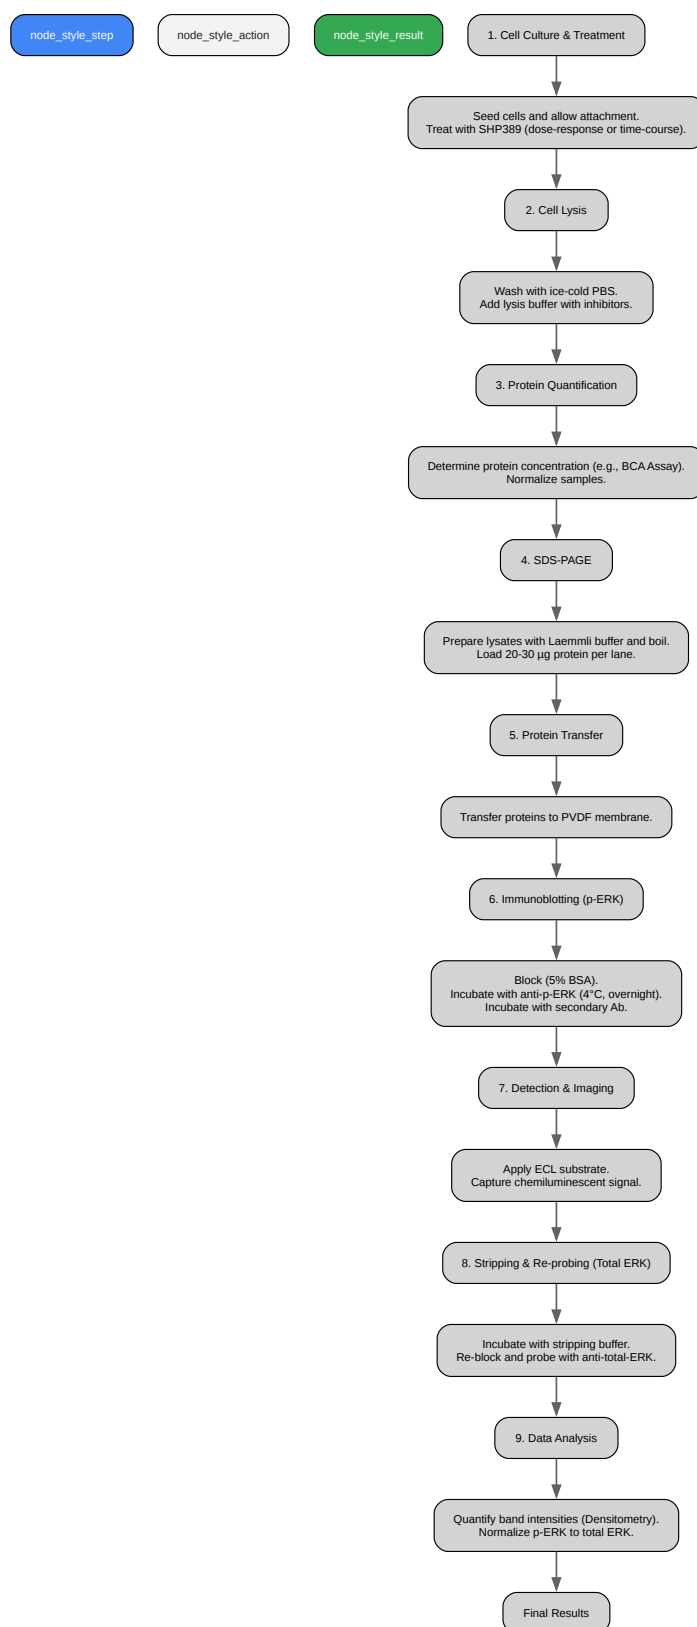 node_style_step
node_style_action
node_style_result
1. Cell Culture & Treatment
Seed cells and allow attachment.
Treat with SHP389 (dose-response or time-course).
2. Cell Lysis
Wash with ice-cold PBS.
Add lysis buffer with inhibitors.
3. Protein Quantification
Determine protein concentration (e.g., BCA Assay).
Normalize samples.
4. SDS-PAGE
Prepare lysates with Laemmli buffer and boil.
Load 20-30 µg protein per lane.
5. Protein Transfer
Transfer proteins to PVDF membrane.
6. Immunoblotting (p-ERK)
Block (5% BSA).
Incubate with anti-p-ERK (4°C, overnight).
Incubate with secondary Ab.
7. Detection & Imaging
Apply ECL substrate.
Capture chemiluminescent signal.
8. Stripping & Re-probing (Total ERK)
Incubate with stripping buffer.
Re-block and probe with anti-total-ERK.
9. Data Analysis
Quantify band intensities (Densitometry).
Normalize p-ERK to total ERK.
Final Results